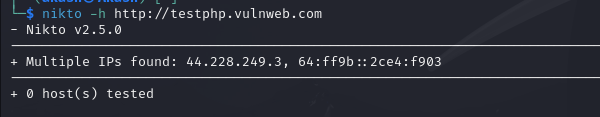 └─$ nikto -h http://testphp.vulnweb.com
- Nikto v2.5.0
+ Multiple IPs found: 44.228.249.3, 64:ff9b::2ce4:f903
+ 0 host(s) tested